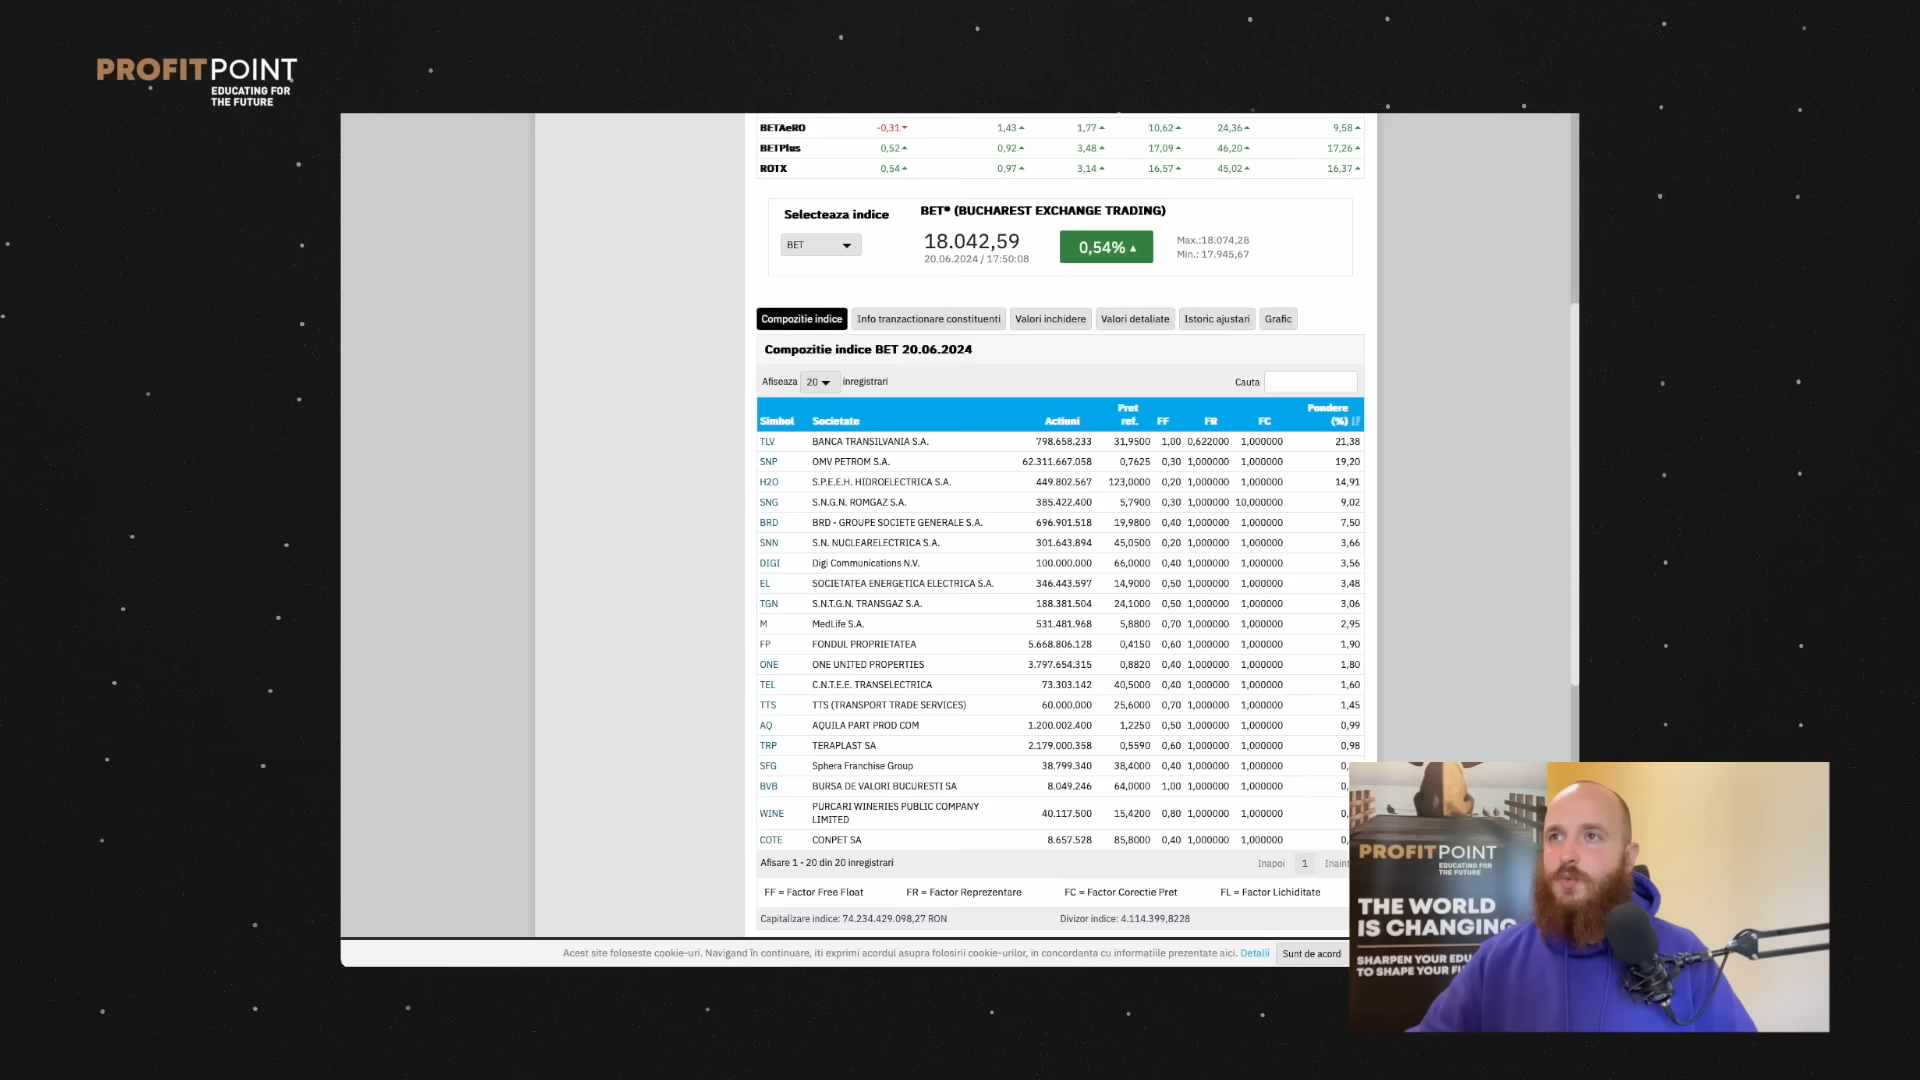 PROFITPOINT
EDUCATING FOR
THE FUTURE
BETAeRO -0,31 1,43 1,77 10,62 24,36 9,58
BETPlus 0,52 0,92 3,48 17,09 46,20 17,26
ROTX 0,54 0,97 3,14 16,57 45,02 16,37
Selecteaza indice
BET
BET® (BUCHAREST EXCHANGE TRADING)
18.042,59
20.06.2024 / 17:50:08
0,54%
Max.:18.074,28
Min.: 17.945,67
Compozitie indice Info tranzactionare constituenti Valori inchidere Valori detaliate Istoric ajustari Grafic
Compozitie indice BET 20.06.2024
Afiseaza 20 inregistrari Cauta
Simbol Societate Actiuni Pret ref. FF FR FC Pondere (%)
TLV BANCA TRANSILVANIA S.A. 798.658.233 31,9500 1,00 0,622000 1,000000 21,38
SNP OMV PETROM S.A. 62.311.667.058 0,7625 0,30 1,000000 1,000000 19,20
H2O S.P.E.E.H. HIDROELECTRICA S.A. 449.802.567 123,0000 0,20 1,000000 1,000000 14,91
SNG S.N.G.N. ROMGAZ S.A. 385.422.400 5,7900 0,30 1,000000 10,000000 9,02
BRD BRD - GROUPE SOCIETE GENERALE S.A. 696.901.518 19,9800 0,40 1,000000 1,000000 7,50
SNN S.N. NUCLEARELECTRICA S.A. 301.643.894 45,0500 0,20 1,000000 1,000000 3,66
DIGI Digi Communications N.V. 100.000.000 66,0000 0,40 1,000000 1,000000 3,56
EL SOCIETATEA ENERGETICA ELECTRICA S.A. 346.443.597 14,9000 0,50 1,000000 1,000000 3,48
TGN S.N.T.G.N. TRANSGAZ S.A. 188.381.504 24,1000 0,50 1,000000 1,000000 3,06
M MedLife S.A. 531.481.968 5,8800 0,70 1,000000 1,000000 2,95
FP FONDUL PROPRIETATEA 5.668.806.128 0,4150 0,60 1,000000 1,000000 1,90
ONE ONE UNITED PROPERTIES 3.797.654.315 0,8820 0,40 1,000000 1,000000 1,80
TEL C.N.T.E.E. TRANSELECTRICA 73.303.142 40,5000 0,40 1,000000 1,000000 1,60
TTS TTS (TRANSPORT TRADE SERVICES) 60.000.000 25,6000 0,70 1,000000 1,000000 1,45
AQ AQUILA PART PROD COM 1.200.002.400 1,2250 0,50 1,000000 1,000000 0,99
TRP TERAPLAST SA 2.179.000.358 0,5590 0,60 1,000000 1,000000 0,98
SFG Sphera Franchise Group 38.799.340 38,4000 0,40 1,000000 1,000000 0,
BVB BURSA DE VALORI BUCURESTI SA 8.049.246 64,0000 1,00 1,000000 1,000000 0,
WINE PURCARI WINERIES PUBLIC COMPANY LIMITED 40.117.500 15,4200 0,80 1,000000 1,000000 0,
COTE CONPET SA 8.657.528 85,8000 0,40 1,000000 1,000000 0,
Afisare 1 - 20 din 20 inregistrari Inapoi 1 Inaint
FF = Factor Free Float FR = Factor Reprezentare FC = Factor Corectie Pret FL = Factor Lichiditate
Capitalizare indice: 74.234.429.098,27 RON Divizor indice: 4.114.399,8228
Acest site foloseste cookie-uri. Navigand în continuare, iti exprimi acordul asupra folosirii cookie-urilor, in conformanta cu informatiile prezentate aici. Detalii Sunt de acord
PROFITPOINT
EDUCATING FOR
THE FUTURE
THE WORLD
IS CHANGING
SHARPEN YOUR EDU
TO SHAPE YOUR FU